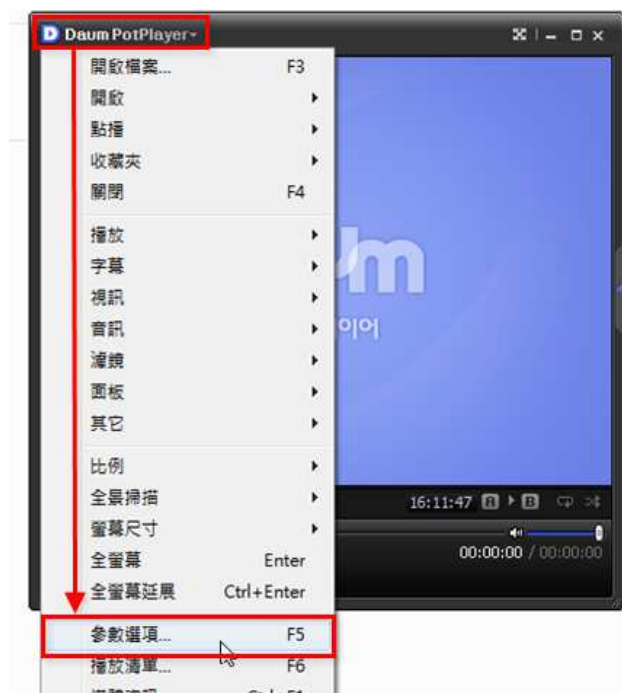 Daum PotPlayer
開啟檔案... F3
開啟
點播
收藏夾
關閉 F4
播放
字幕
視訊
音訊
濾鏡
面板
其它
比例
全景掃描
螢幕尺寸
全螢幕 Enter
全螢幕延展 Ctrl+Enter
參數選項... F5
播放清單... F6
um
이어
16:11:47 A B
00:00:00 / 00:00:00